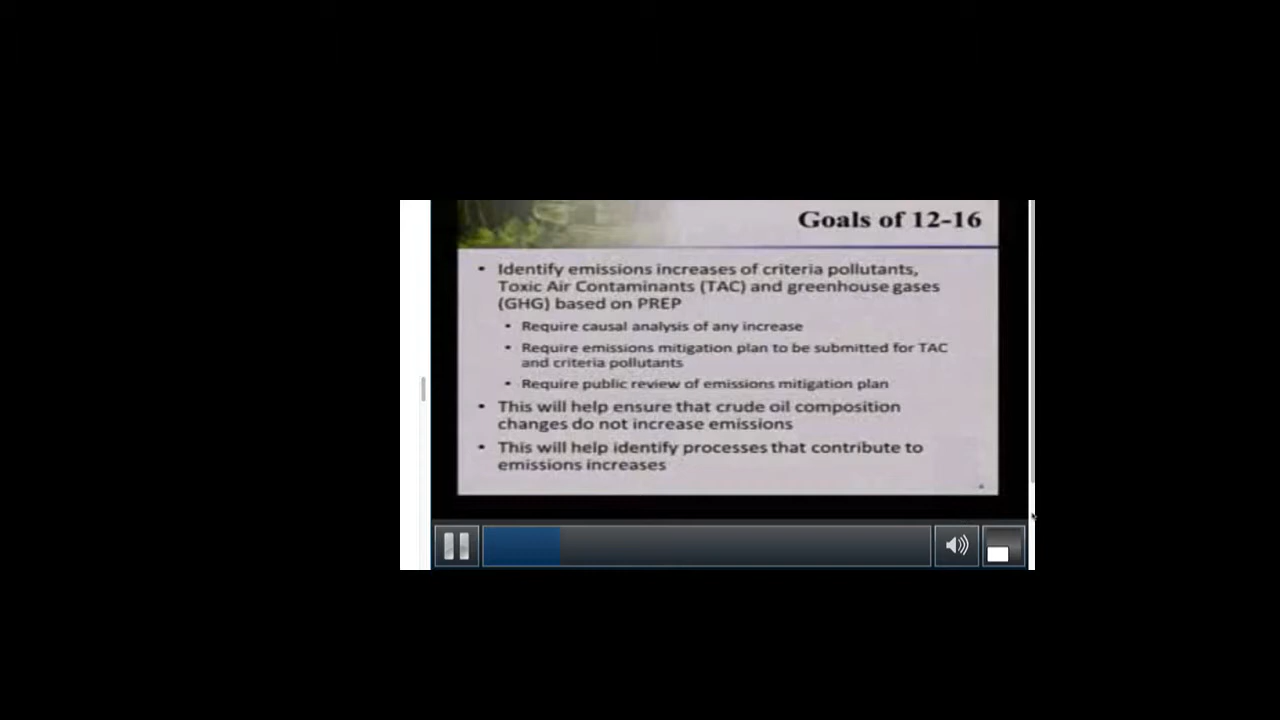 Goals of 12-16
• Identify emissions increases of criteria pollutants,
Toxic Air Contaminants (TAC) and greenhouse gases
(GHG) based on PREP
• Require causal analysis of any increase
• Require emissions mitigation plan to be submitted for TAC
and criteria pollutants
• Require public review of emissions mitigation plan
• This will help ensure that crude oil composition
changes do not increase emissions
• This will help identify processes that contribute to
emissions increases